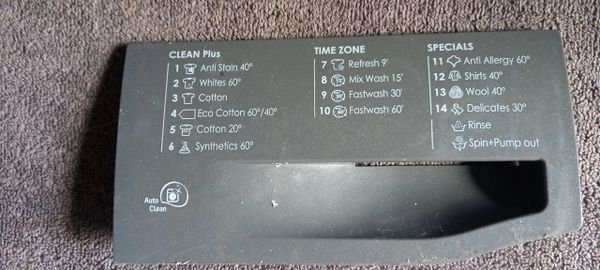 CLEAN Plus
1 Anti Stain 40°
2 Whites 60°
3 Cotton
4 Eco Cotton 60°/40°
5 Cotton 20°
6 Synthetics 60°
Auto
Clean
TIME ZONE
7 Refresh 9'
8 Mix Wash 15'
9 Fastwash 30'
10 Fastwash 60'
SPECIALS
11 Anti Allergy 60°
12 Shirts 40°
13 Wool 40°
14 Delicates 30°
Rinse
Spin+Pump out